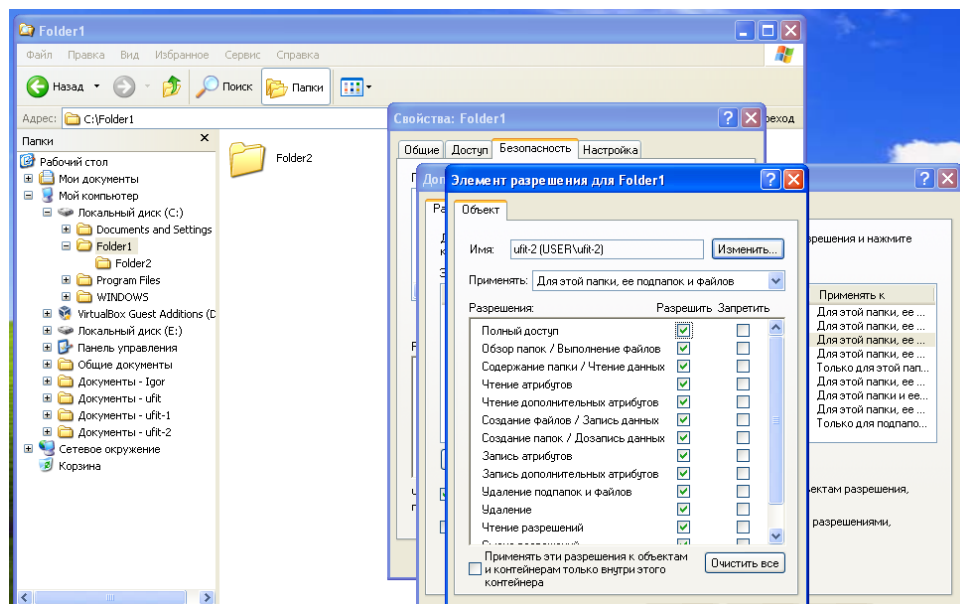 Folder1
Файл Правка Вид Избранное Сервис Справка
Назад Поиск Папки
Адрес: C:\Folder1
реход
Папки
Рабочий стол
Мои документы
Мой компьютер
Локальный диск (C:)
Documents and Settings
Folder1
Folder2
Program Files
WINDOWS
VirtualBox Guest Additions (D
Локальный диск (E:)
Панель управления
Общие документы
Документы - Igor
Документы - ufit
Документы - ufit-1
Документы - ufit-2
Сетевое окружение
Корзина
Folder2
Свойства: Folder1
Общие Доступ Безопасность Настройка
Доп
Ра
Элемент разрешения для Folder1
Объект
Имя: ufit-2 (USER\ufit-2) Изменить...
Применять: Для этой папки, ее подпапок и файлов
Разрешения: Разрешить Запретить
Полный доступ
Обзор папок / Выполнение файлов
Содержание папки / Чтение данных
Чтение атрибутов
Чтение дополнительных атрибутов
Создание файлов / Запись данных
Создание папок / Дозапись данных
Запись атрибутов
Запись дополнительных атрибутов
Удаление подпапок и файлов
Удаление
Чтение разрешений
Применять эти разрешения к объектам
и контейнерам только внутри этого
контейнера
Очистить все
зрешения и нажмите
Применять к
Для этой папки, ее ...
Для этой папки, ее ...
Для этой папки, ее ...
Для этой папки, ее ...
Только для этой пап...
Для этой папки, ее ...
Для этой папки и ее...
Для этой папки, ее ...
Только для подпапо...
ектам разрешения,
разрешениями,